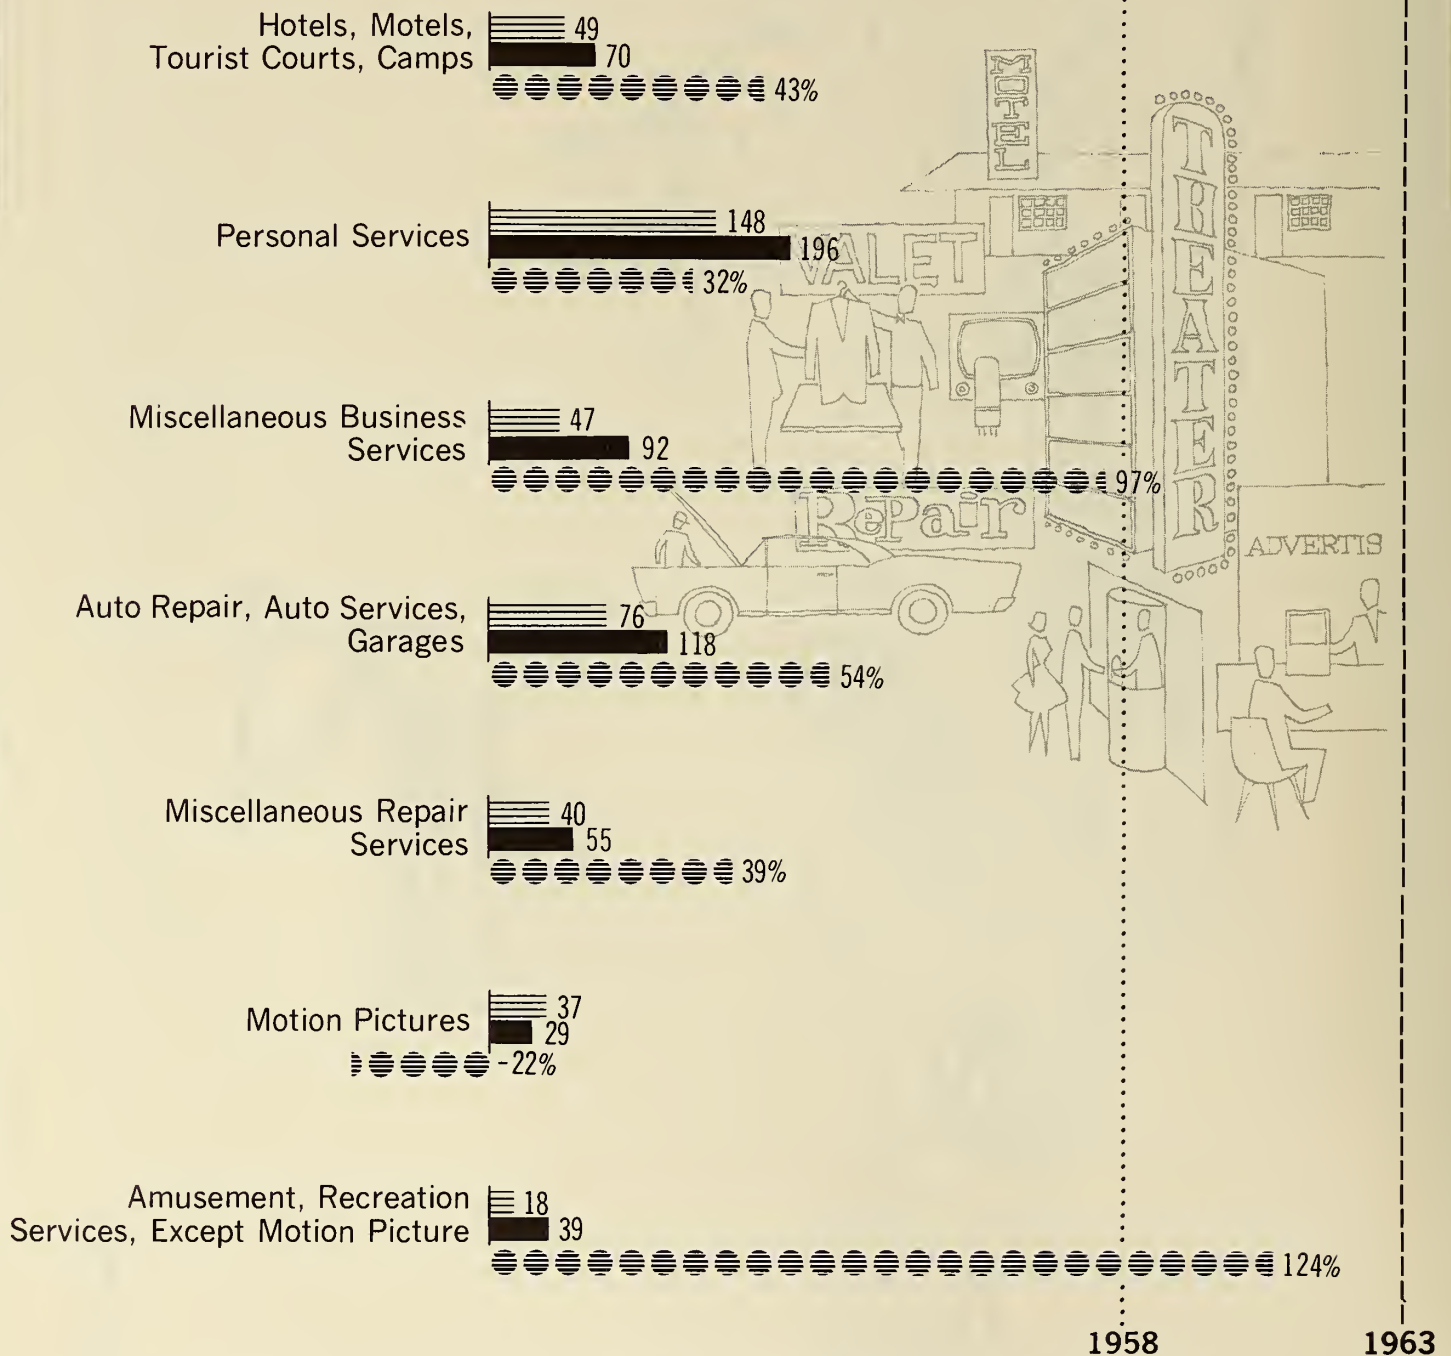 Hotels, Motels,
Tourist Courts, Camps
49
70
43%
MOTEL
THEATER
Personal Services
148
196
32%
VALET
Miscellaneous Business
Services
47
92
97%
RePair
ADVERTIS
Auto Repair, Auto Services,
Garages
76
118
54%
Miscellaneous Repair
Services
40
55
39%
Motion Pictures
37
29
-22%
Amusement, Recreation
Services, Except Motion Picture
18
39
124%
1958
1963